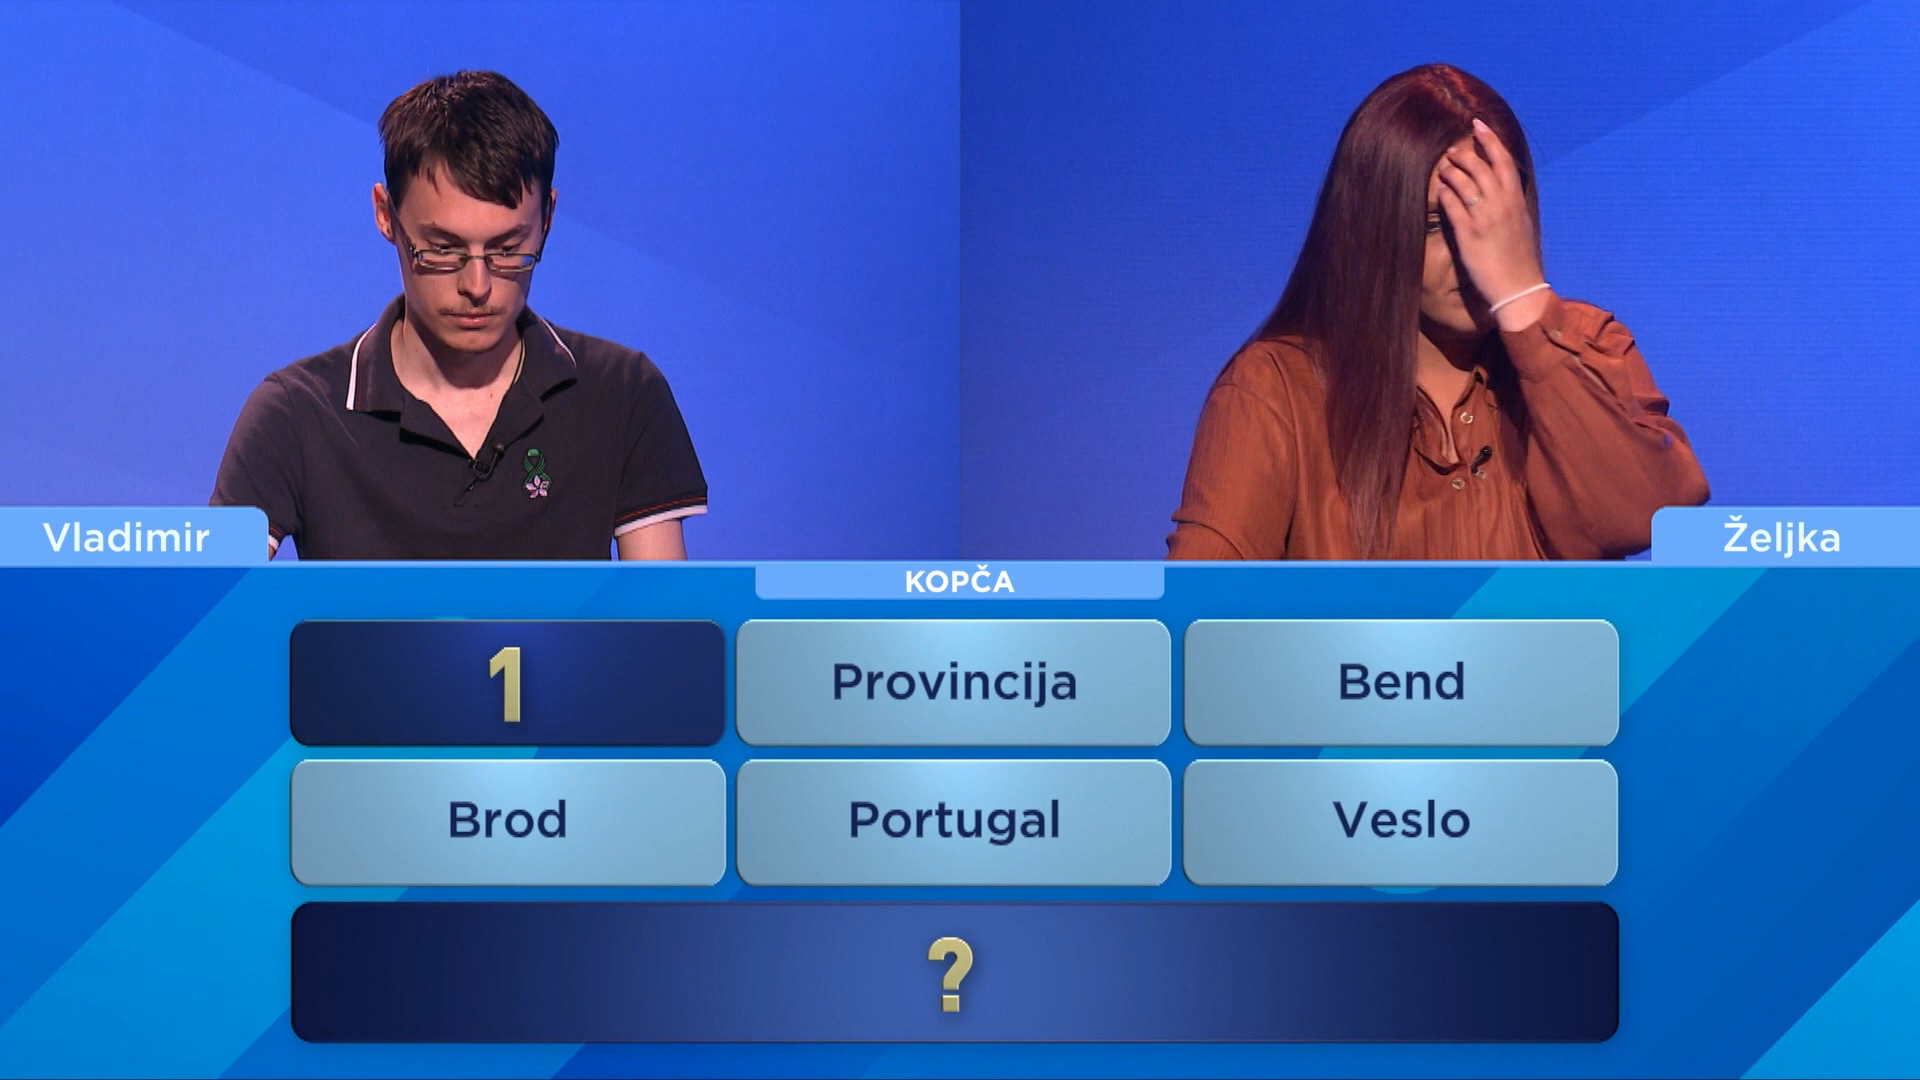 Vladimir
Željka
KOPČA
1
Provincija
Bend
Brod
Portugal
Veslo
?